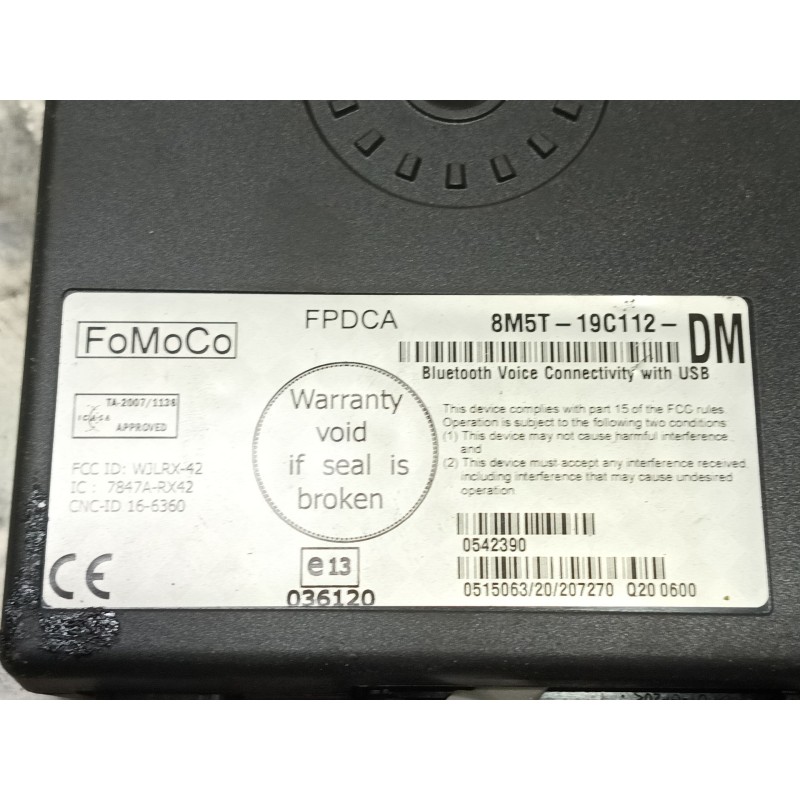 FoMoCo
FPDCA
8M5T-19C112-DM
Bluetooth Voice Connectivity with USB
TA-2007/1136
ICASA
APPROVED
Warranty
void
if seal is
broken
This device complies with part 15 of the FCC rules.
Operation is subject to the following two conditions
(1) This device may not cause harmful interference
and
(2) This device must accept any interference received
including interference that may cause undesired
operation
FCC ID: WJLRX-42
IC : 7847A-RX42
CNC-ID 16-6360
0542390
CE
e13
036120
0515063/20/207270 Q20 0600